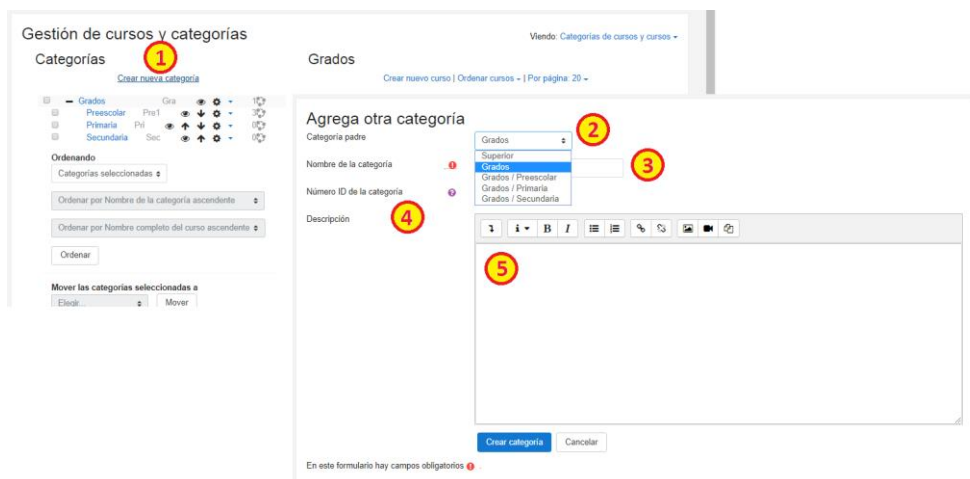 Gestión de cursos y categorías
Viendo: Categorías de cursos y cursos
Categorías
1
Crear nueva categoría
Grados
Crear nuevo curso | Ordenar cursos | Por página: 20
Grados Gra 1
Preescolar Pre1 3
Primaria Pri 0
Secundaria Sec 0
Ordenando
Categorías seleccionadas
Ordenar por Nombre de la categoría ascendente
Ordenar por Nombre completo del curso ascendente
Ordenar
Mover las categorías seleccionadas a
Elegir... Mover
Agrega otra categoría
Categoría padre Grados 2
Superior
Grados
Grados / Preescolar
Grados / Primaria
Grados / Secundaria
Nombre de la categoría 3
Número ID de la categoría
Descripción 4
i B I
5
Crear categoría Cancelar
En este formulario hay campos obligatorios .